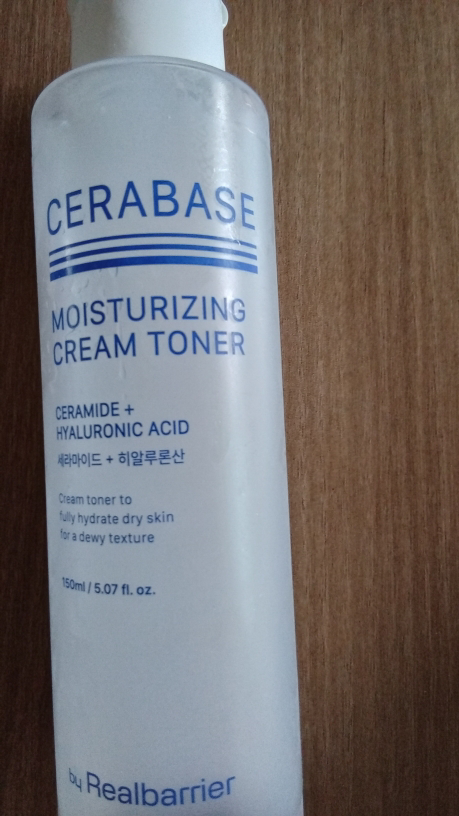 CERABASE
MOISTURIZING
CREAM TONER
CERAMIDE +
HYALURONIC ACID
세라마이드 + 히알루론산
Cream toner to
fully hydrate dry skin
for a dewy texture
150ml / 5.07 fl. oz.
by Realbarrier